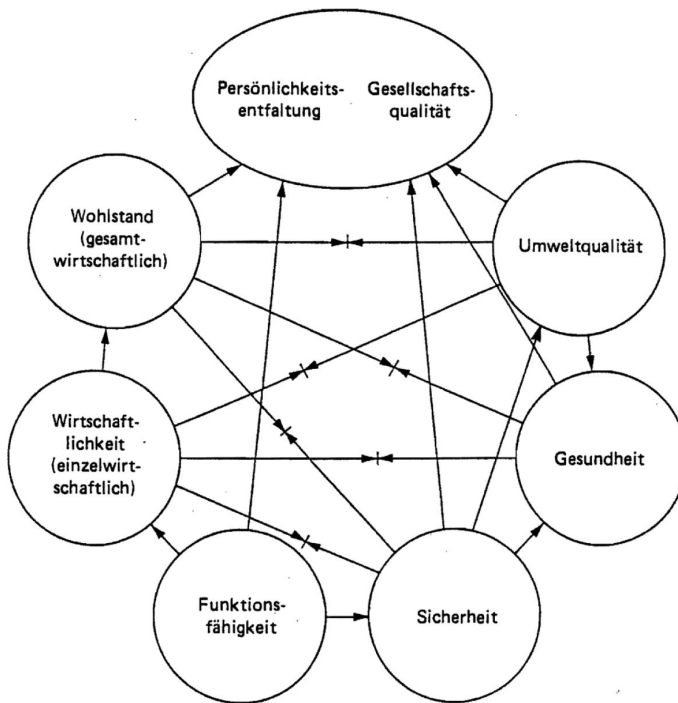 Persönlichkeits-
entfaltung
Gesellschafts-
qualität
Wohlstand
(gesamt-
wirtschaftlich)
Umweltqualität
Wirtschaft-
lichkeit
(einzelwirt-
schaftlich)
Gesundheit
Funktions-
fähigkeit
Sicherheit